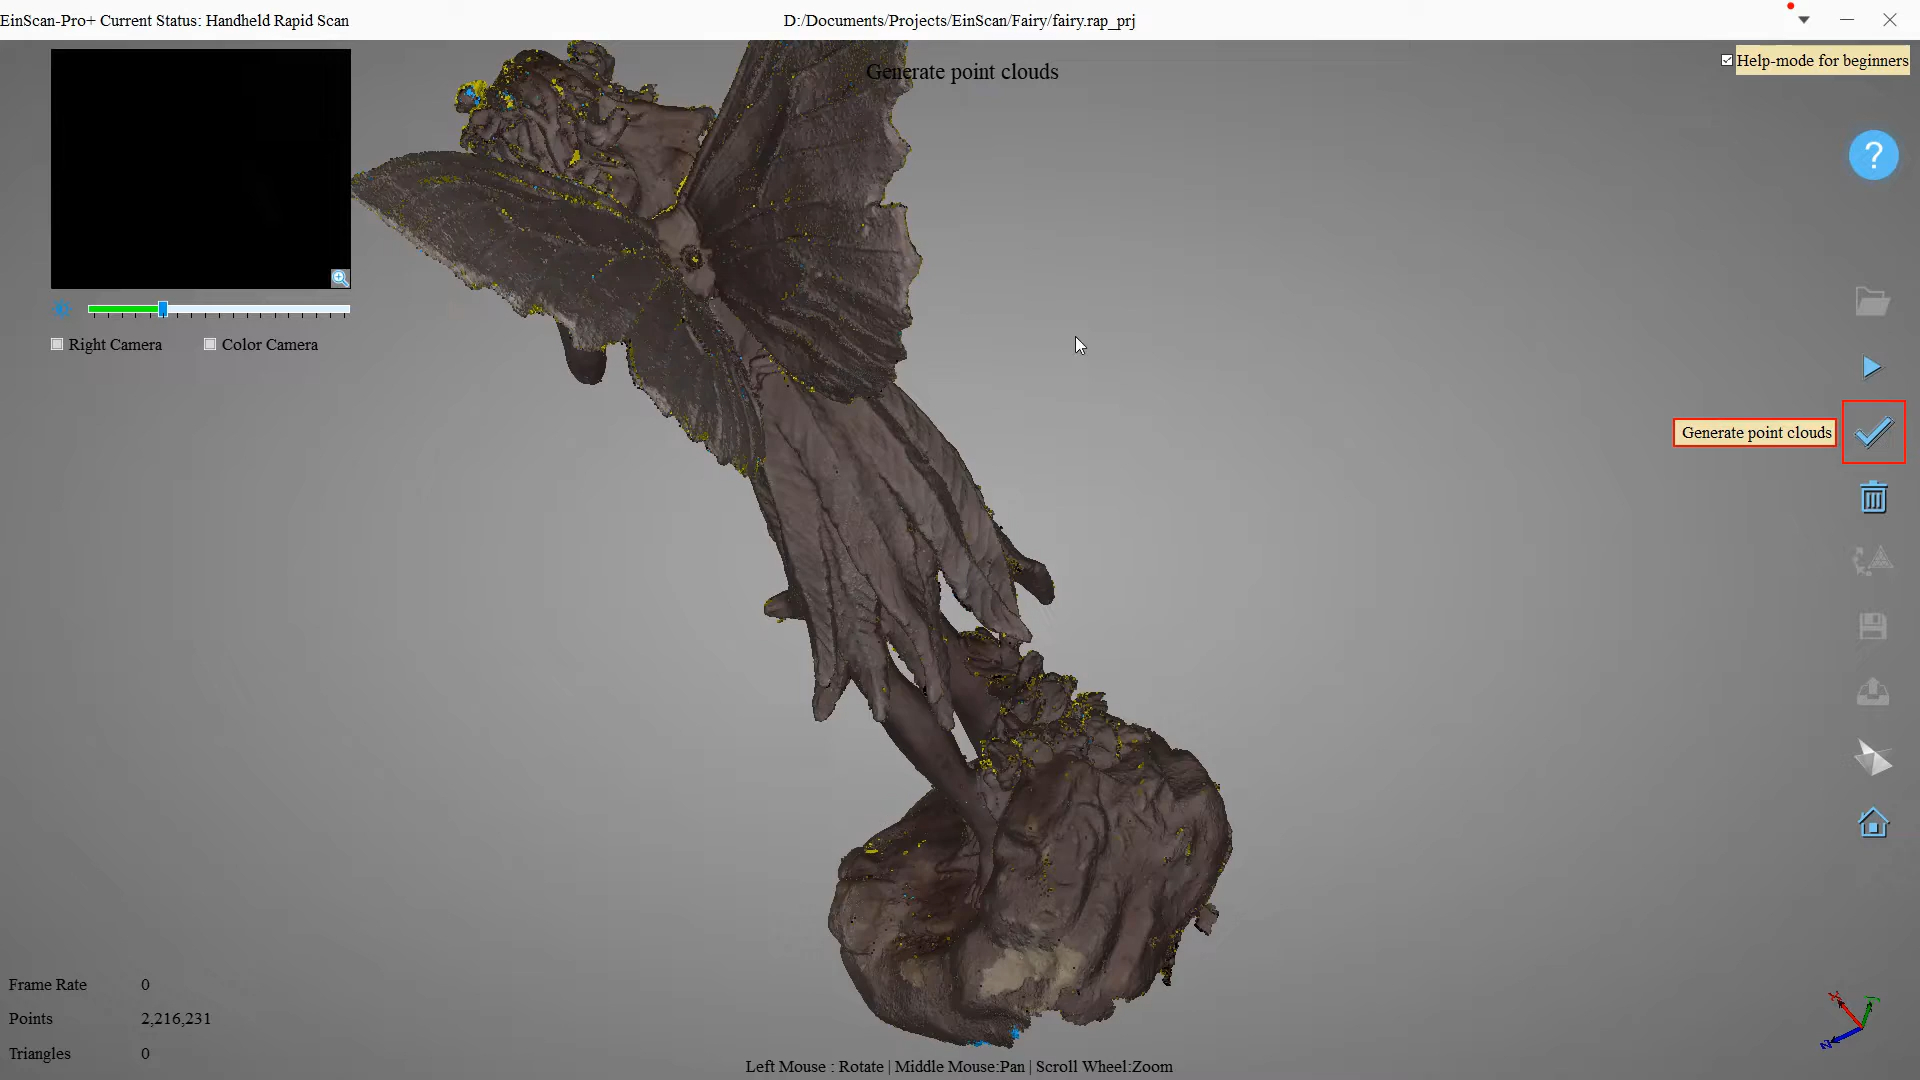 EinScan-Pro+ Current Status: Handheld Rapid Scan
D:/Documents/Projects/EinScan/Fairy/fairy.rap_prj
Generate point clouds
Help-mode for beginners
?
Right Camera
Color Camera
Generate point clouds
Frame Rate 0
Points 2,216,231
Triangles 0
Left Mouse : Rotate | Middle Mouse:Pan | Scroll Wheel:Zoom
X
Y
Z